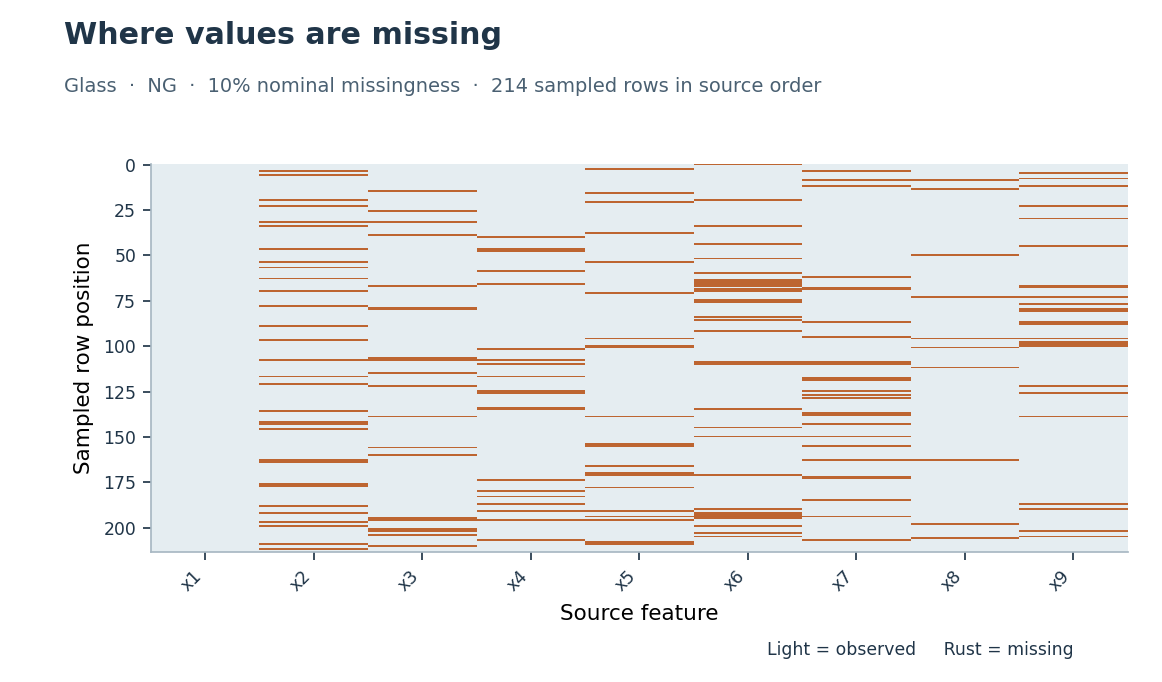 Where values are missing
Glass · NG · 10% nominal missingness · 214 sampled rows in source order
0
25
50
75
100
125
150
175
200
Sampled row position
x1 x2 x3 x4 x5 x6 x7 x8 x9
Source feature
Light = observed Rust = missing